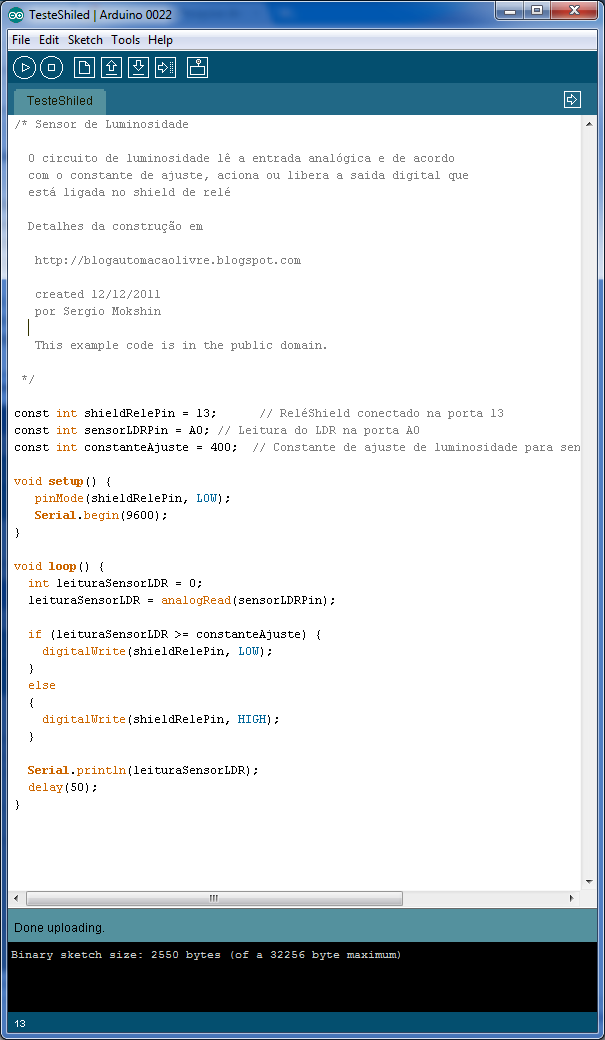 TesteShiled | Arduino 0022
File Edit Sketch Tools Help
TesteShiled
/* Sensor de Luminosidade
O circuito de luminosidade lê a entrada analógica e de acordo
com o constante de ajuste, aciona ou libera a saida digital que
está ligada no shield de relé
Detalhes da construção em
http://blogautomacaolivre.blogspot.com
created 12/12/2011
por Sergio Mokshin
This example code is in the public domain.
*/
const int shieldRelePin = 13;      // ReléShield conectado na porta 13
const int sensorLDRPin = A0; // Leitura do LDR na porta A0
const int constanteAjuste = 400;  // Constante de ajuste de luminosidade para sen
void setup() {
   pinMode(shieldRelePin, LOW);
   Serial.begin(9600);
}
void loop() {
  int leituraSensorLDR = 0;
  leituraSensorLDR = analogRead(sensorLDRPin);
  if (leituraSensorLDR >= constanteAjuste) {
    digitalWrite(shieldRelePin, LOW);
  }
  else
  {
    digitalWrite(shieldRelePin, HIGH);
  }
  Serial.println(leituraSensorLDR);
  delay(50);
}
Done uploading.
Binary sketch size: 2550 bytes (of a 32256 byte maximum)
13